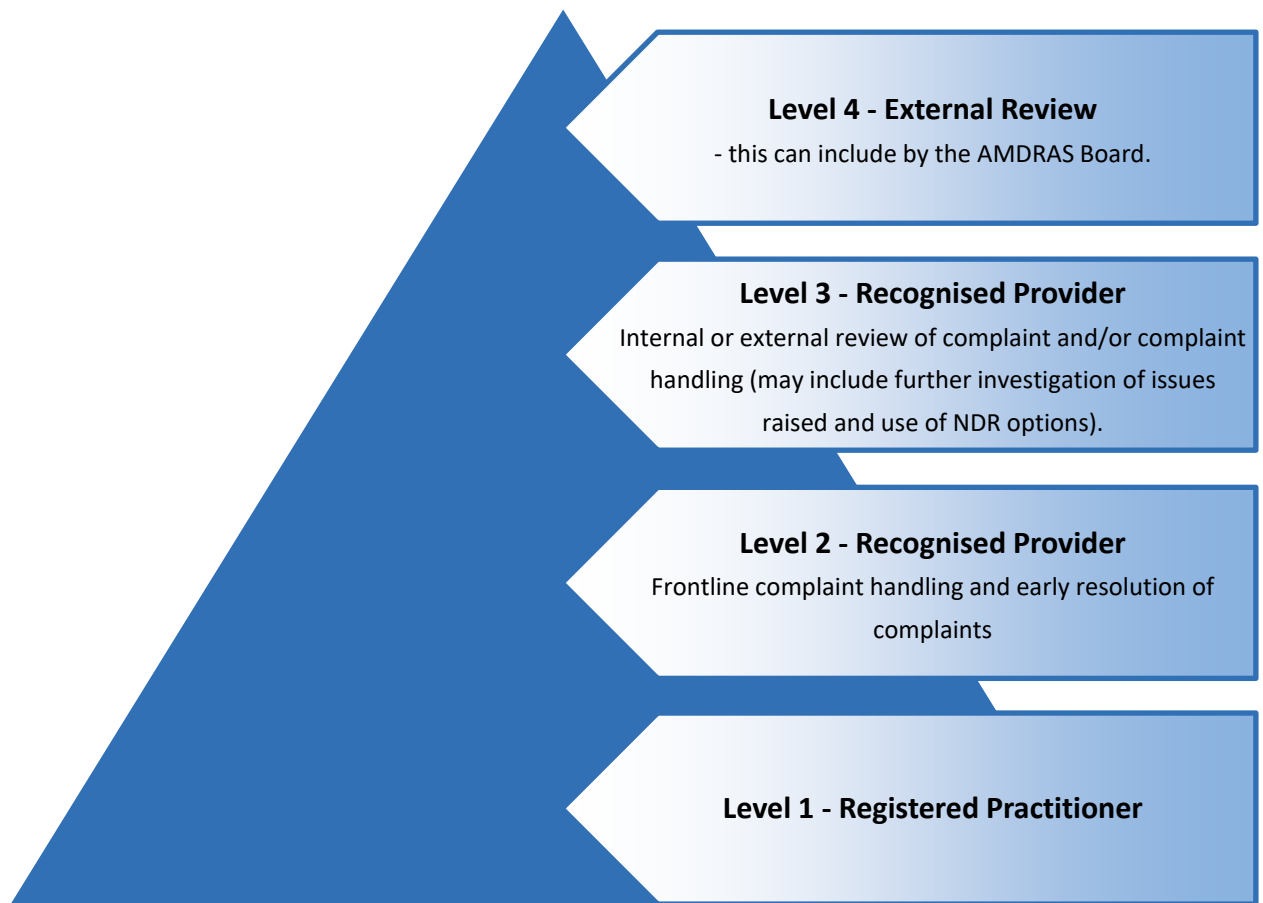 Level 4 - External Review
- this can include by the AMDRAS Board.
Level 3 - Recognised Provider
Internal or external review of complaint and/or complaint
handling (may include further investigation of issues
raised and use of NDR options).
Level 2 - Recognised Provider
Frontline complaint handling and early resolution of
complaints
Level 1 - Registered Practitioner